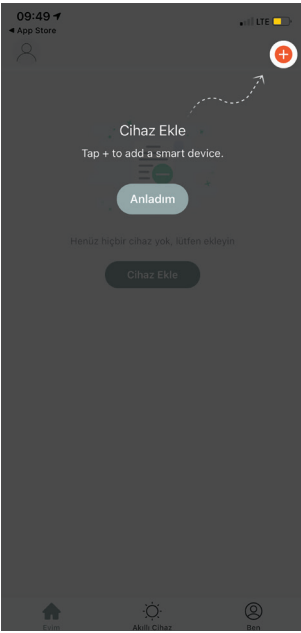 09:49
◄ App Store
LTE
Cihaz Ekle
Tap + to add a smart device.
Anladım
Henüz hiçbir cihaz yok, lütfen ekleyin
Cihaz Ekle
Evim
Akıllı Cihaz
Ben